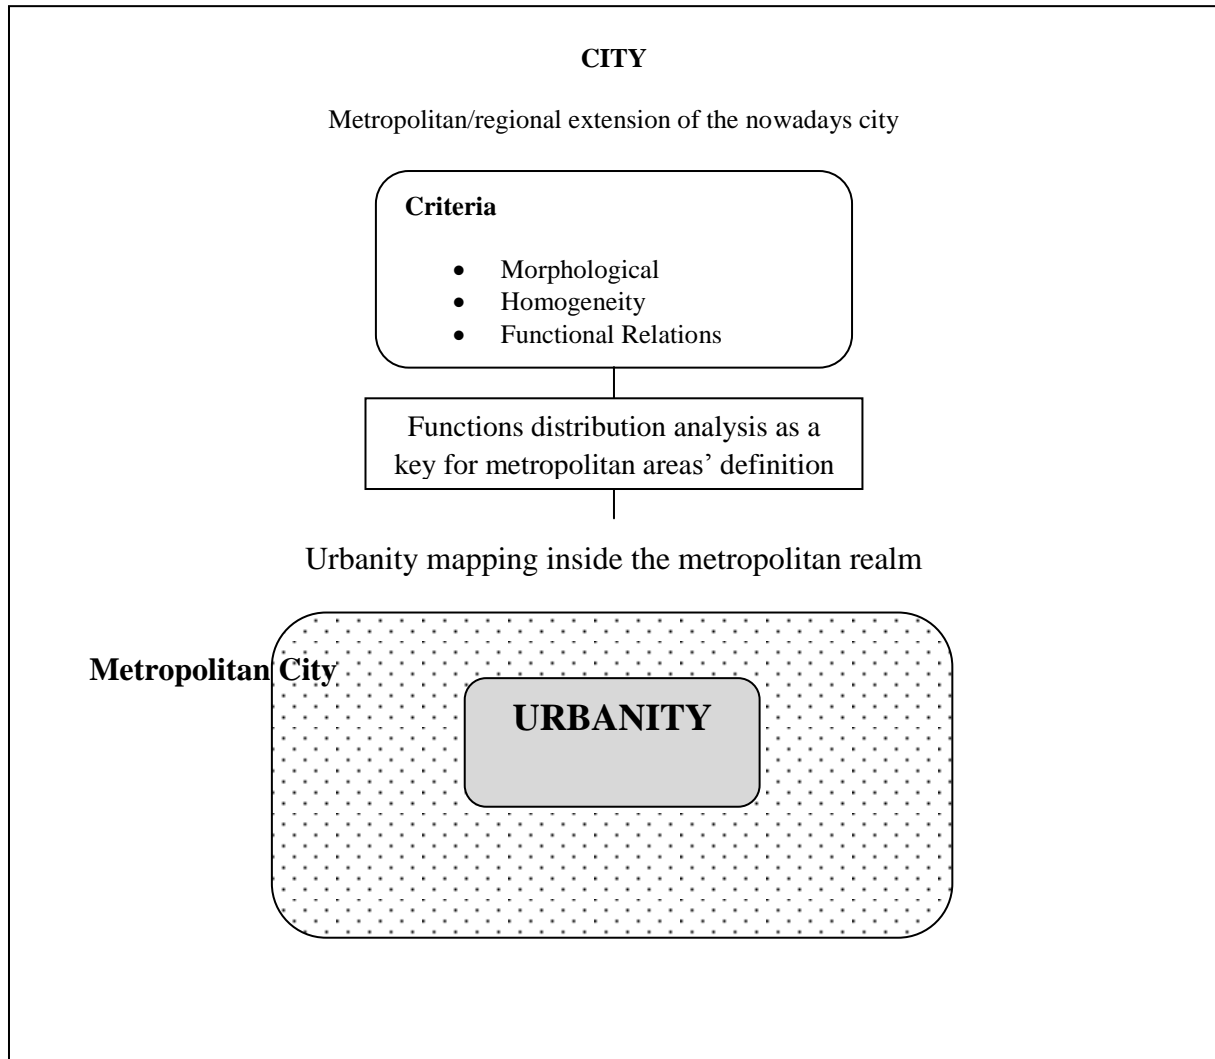 CITY
Metropolitan/regional extension of the nowadays city
Criteria
• Morphological
• Homogeneity
• Functional Relations
Functions distribution analysis as a
key for metropolitan areas’ definition
Urbanity mapping inside the metropolitan realm
Metropolitan City
URBANITY